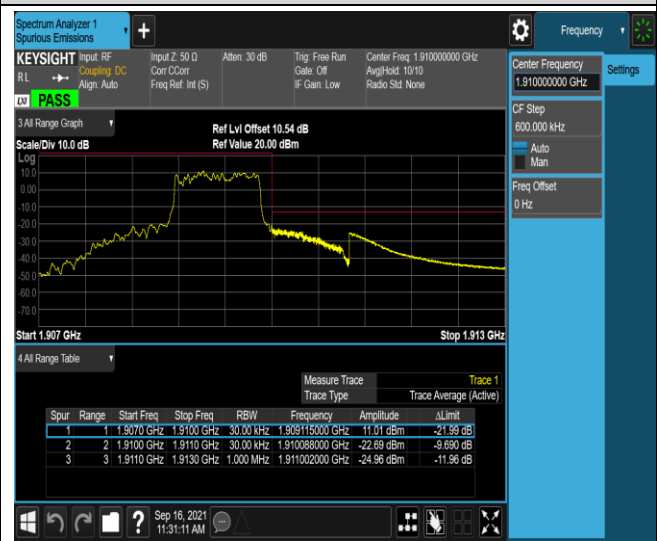 Spectrum Analyzer 1
Spurious Emissions
+
Frequency
KEYSIGHT Input: RF Input Z: 50 Ω Atten: 30 dB Trig: Free Run Center Freq: 1.910000000 GHz
RL Coupling: DC Corr CCorr Gate: Off Avg|Hold: 10/10
Align: Auto Freq Ref: Int (S) IF Gain: Low Radio Std: None
PASS
Center Frequency
1.910000000 GHz
Settings
CF Step
600.000 kHz
Auto
Man
Freq Offset
0 Hz
3 All Range Graph
Ref Lvl Offset 10.54 dB
Scale/Div 10.0 dB Ref Value 20.00 dBm
Log
10.0
0.00
-10.0
-20.0
-30.0
-40.0
-50.0
-60.0
-70.0
Start 1.907 GHz Stop 1.913 GHz
4 All Range Table
Measure Trace Trace 1
Trace Type Trace Average (Active)
Spur Range Start Freq Stop Freq RBW Frequency Amplitude ΔLimit
1 1 1.9070 GHz 1.9100 GHz 30.00 kHz 1.909115000 GHz 11.01 dBm -21.99 dB
2 2 1.9100 GHz 1.9110 GHz 30.00 kHz 1.910088000 GHz -22.69 dBm -9.690 dB
3 3 1.9110 GHz 1.9130 GHz 1.000 MHz 1.911002000 GHz -24.96 dBm -11.96 dB
?
Sep 16, 2021
11:31:11 AM